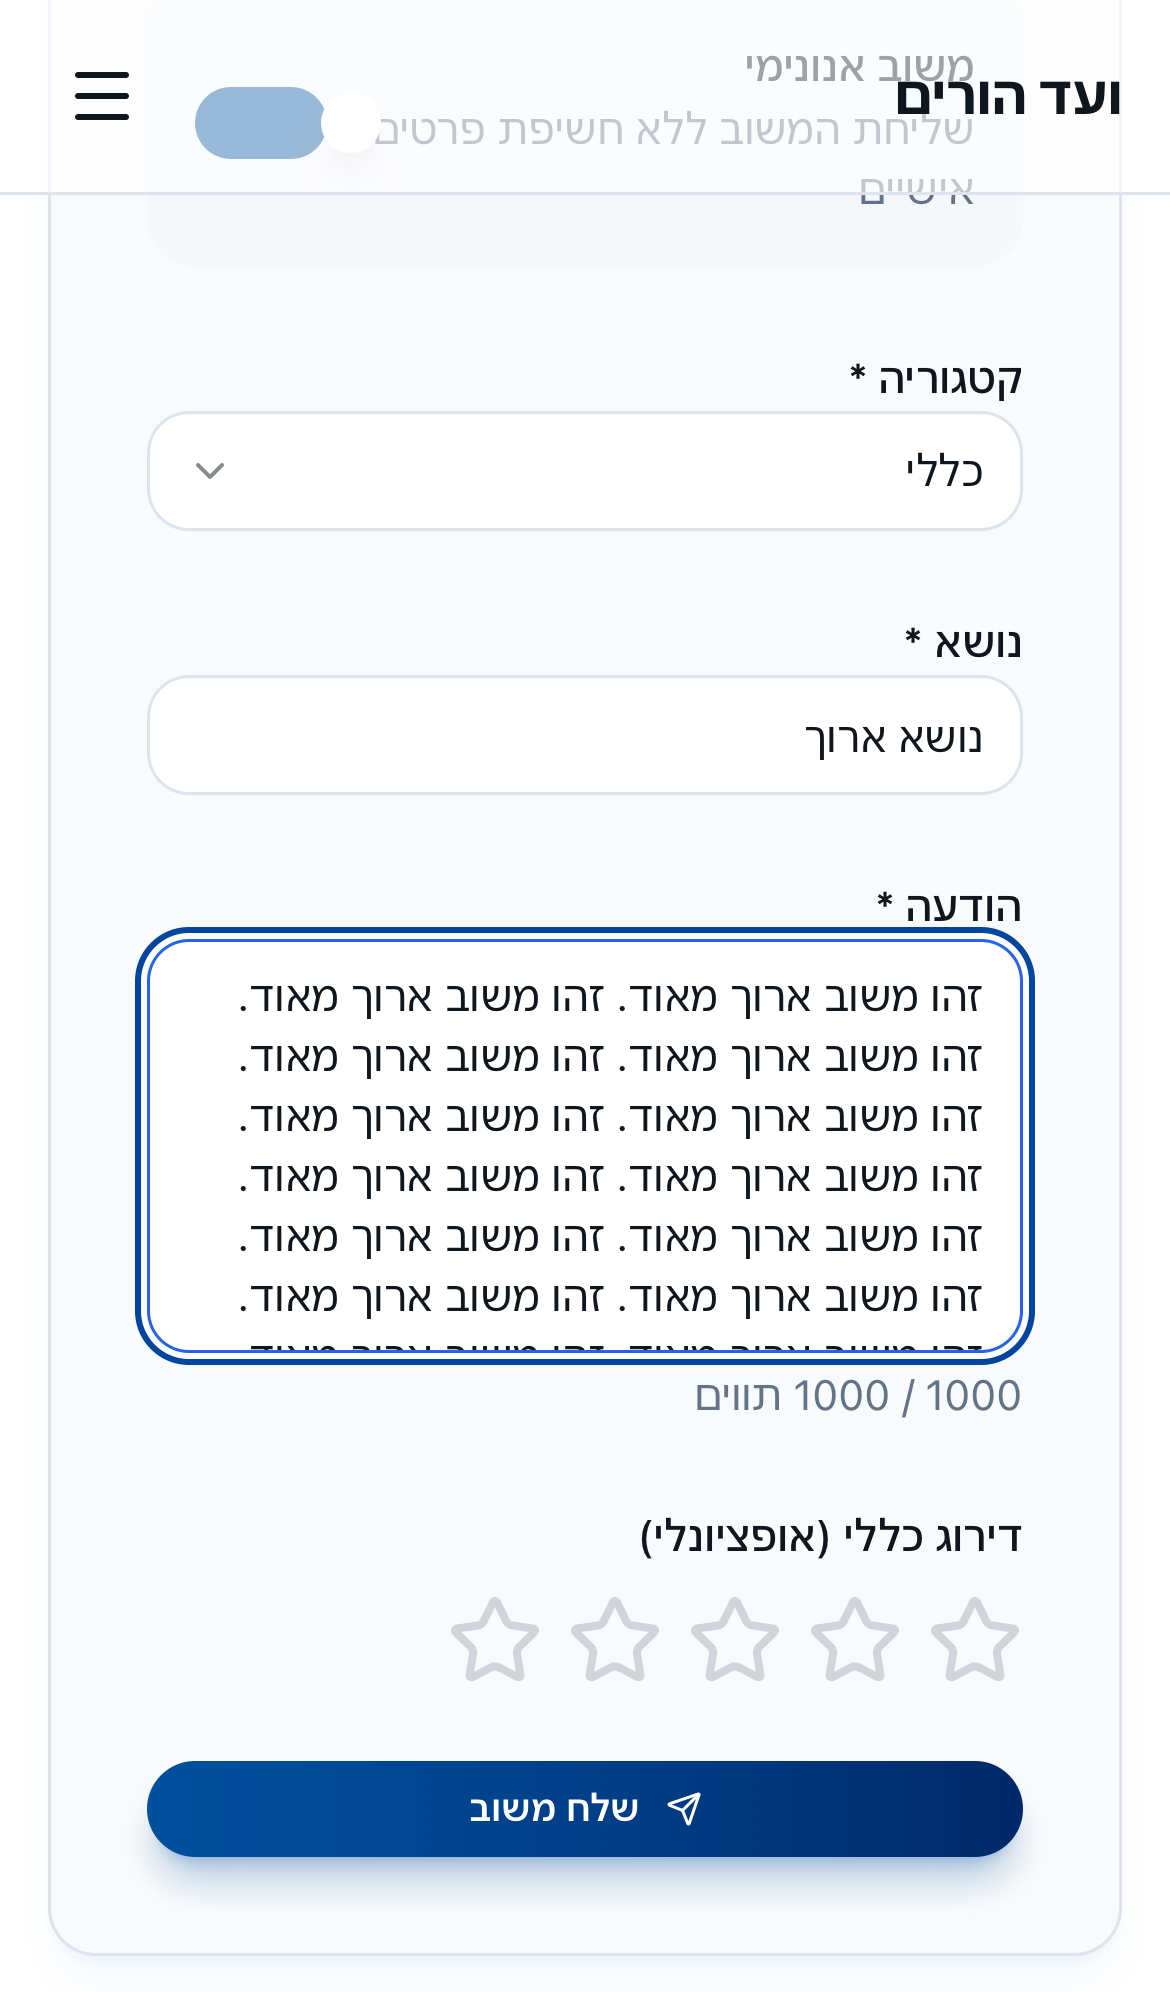 ועד הורים
משוב אנונימי
שליחת המשוב ללא חשיפת פרטים
אישיים
קטגוריה *
כללי
נושא *
נושא ארוך
הודעה *
זהו משוב ארוך מאוד. זהו משוב ארוך מאוד.
זהו משוב ארוך מאוד. זהו משוב ארוך מאוד.
זהו משוב ארוך מאוד. זהו משוב ארוך מאוד.
זהו משוב ארוך מאוד. זהו משוב ארוך מאוד.
זהו משוב ארוך מאוד. זהו משוב ארוך מאוד.
זהו משוב ארוך מאוד. זהו משוב ארוך מאוד.
1000 / 1000 תווים
דירוג כללי (אופציונלי)
שלח משוב